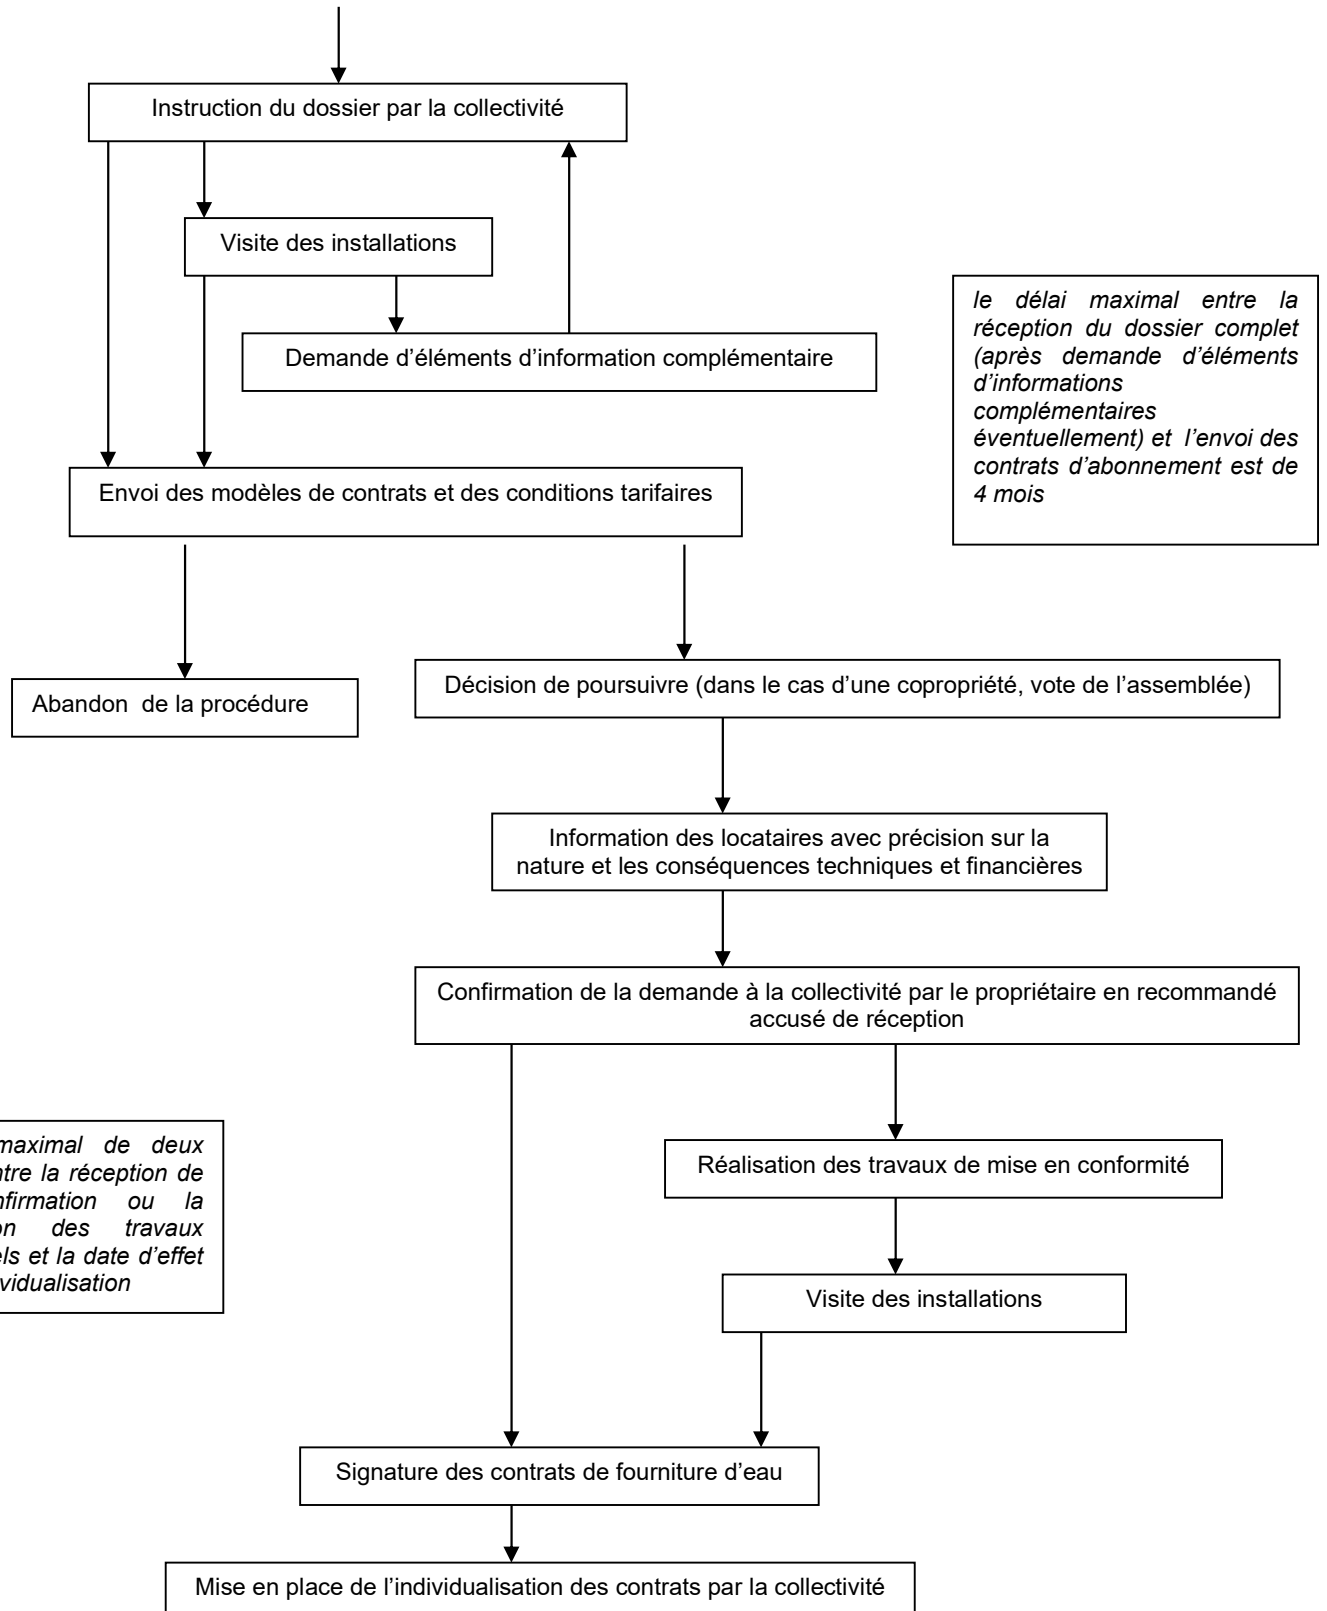 Instruction du dossier par la collectivité
Visite des installations
Demande d’éléments d’information complémentaire
le délai maximal entre la
réception du dossier complet
(après demande d’éléments
d’informations
complémentaires
éventuellement) et l’envoi des
contrats d’abonnement est de
4 mois
Envoi des modèles de contrats et des conditions tarifaires
Abandon de la procédure
Décision de poursuivre (dans le cas d’une copropriété, vote de l’assemblée)
Information des locataires avec précision sur la
nature et les conséquences techniques et financières
Confirmation de la demande à la collectivité par le propriétaire en recommandé
accusé de réception
maximal de deux
la réception de
ou la
des travaux
et la date d’effet
Réalisation des travaux de mise en conformité
Visite des installations
Signature des contrats de fourniture d’eau
Mise en place de l’individualisation des contrats par la collectivité